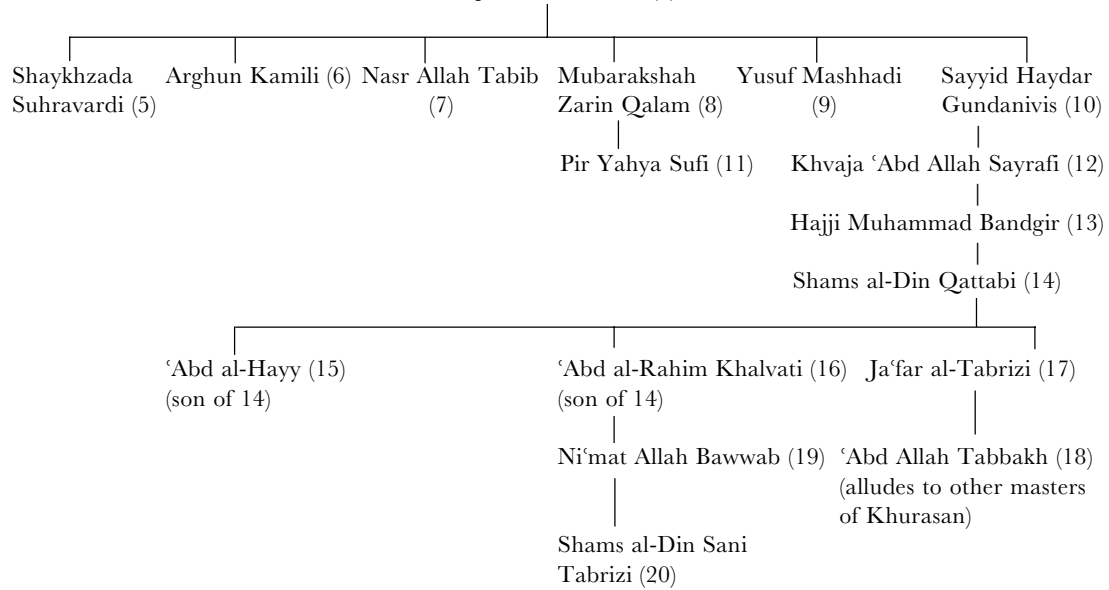 Shaykhzada Suhravardi (5)
Arghun Kamili (6)
Nasr Allah Tabib (7)
Mubarakshah Zarin Qalam (8)
Yusuf Mashhadi (9)
Sayyid Haydar Gundanivis (10)
Pir Yahya Sufi (11)
Khvaja ʿAbd Allah Sayrafi (12)
Hajji Muhammad Bandgir (13)
Shams al-Din Qattabi (14)
ʿAbd al-Hayy (15)
(son of 14)
ʿAbd al-Rahim Khalvati (16)
(son of 14)
Jaʿfar al-Tabrizi (17)
Niʿmat Allah Bawwab (19)
ʿAbd Allah Tabbakh (18)
(alludes to other masters
of Khurasan)
Shams al-Din Sani
Tabrizi (20)